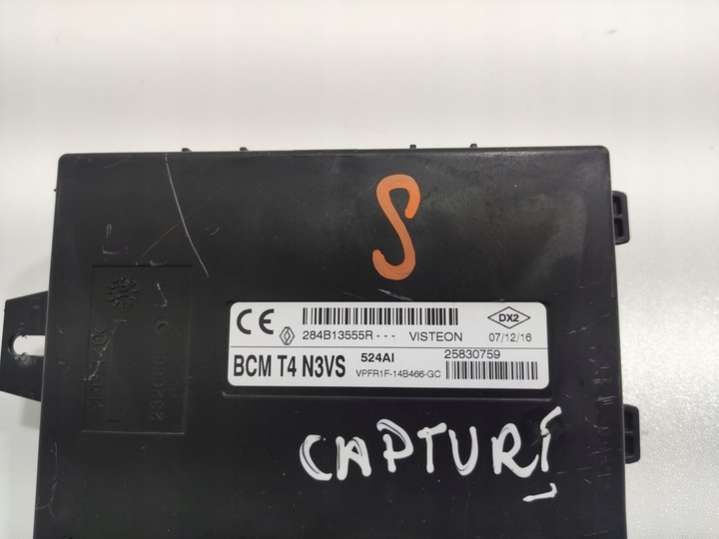 S
CE
284B13555R--- VISTEON
DX2
07/12/16
BCM T4 N3VS
524AI
25830759
VPFR1F-14B466-GC
CAPTURE